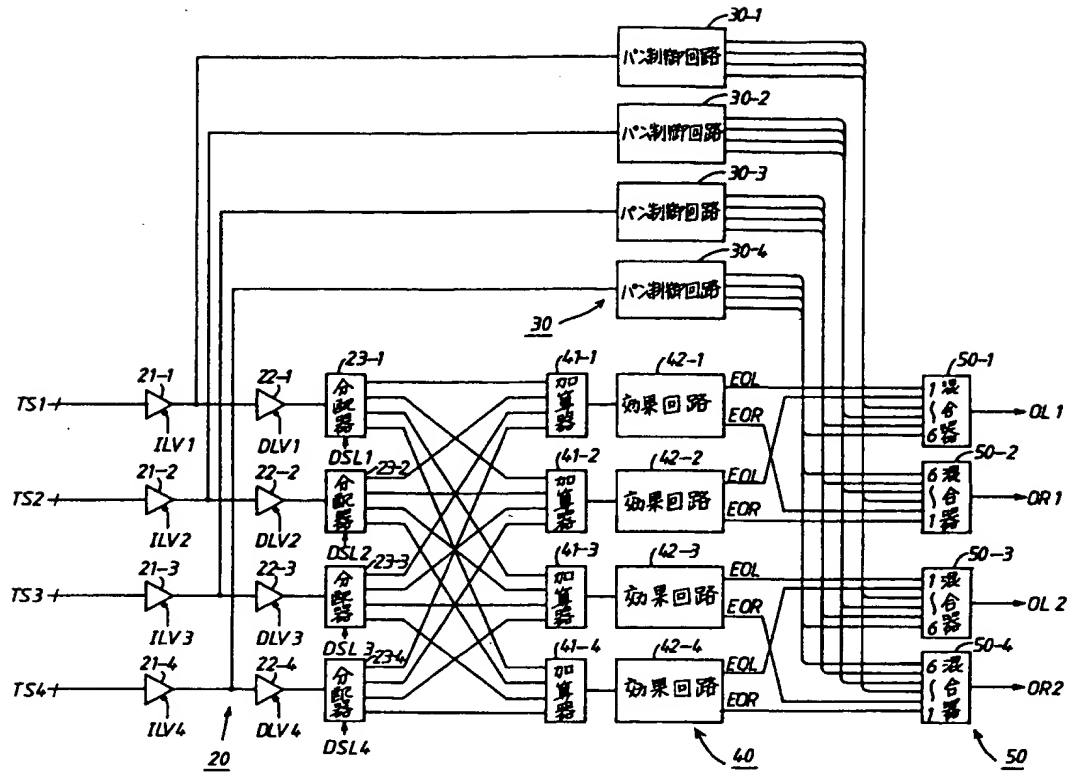 30-1
パン制御回路
30-2
パン制御回路
30-3
パン制御回路
30-4
パン制御回路
30
21-1
22-1
23-1
41-1
42-1
50-1
TS1
ILV1
DLV1
分配器
DSL1
加算器
効果回路
EOL
EOR
1〜6
混合器
OL1
21-2
22-2
23-2
41-2
42-2
50-2
TS2
ILV2
DLV2
分配器
DSL2
加算器
効果回路
EOL
EOR
6〜1
混合器
OR1
21-3
22-3
23-3
41-3
42-3
50-3
TS3
ILV3
DLV3
分配器
DSL3
加算器
効果回路
EOL
EOR
1〜6
混合器
OL2
21-4
22-4
23-4
41-4
42-4
50-4
TS4
ILV4
DLV4
分配器
DSL4
加算器
効果回路
EOL
EOR
6〜1
混合器
OR2
20
40
50